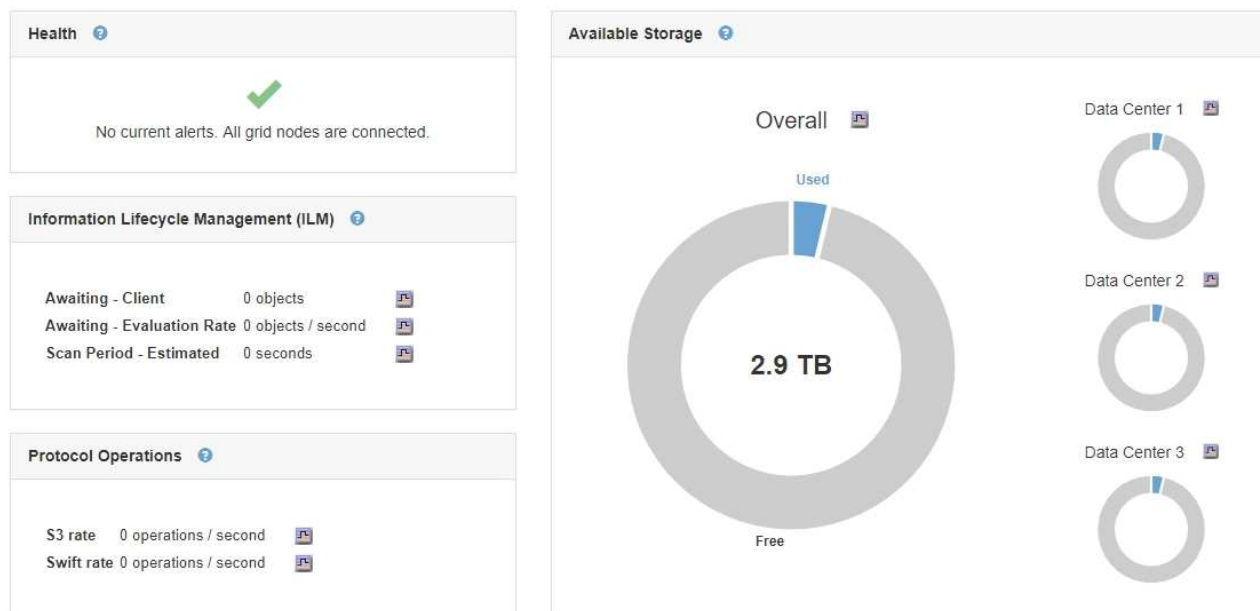 Health
No current alerts. All grid nodes are connected.
Information Lifecycle Management (ILM)
Awaiting - Client 0 objects
Awaiting - Evaluation Rate 0 objects / second
Scan Period - Estimated 0 seconds
Protocol Operations
S3 rate 0 operations / second
Swift rate 0 operations / second
Available Storage
Overall
Used
2.9 TB
Free
Data Center 1
Data Center 2
Data Center 3